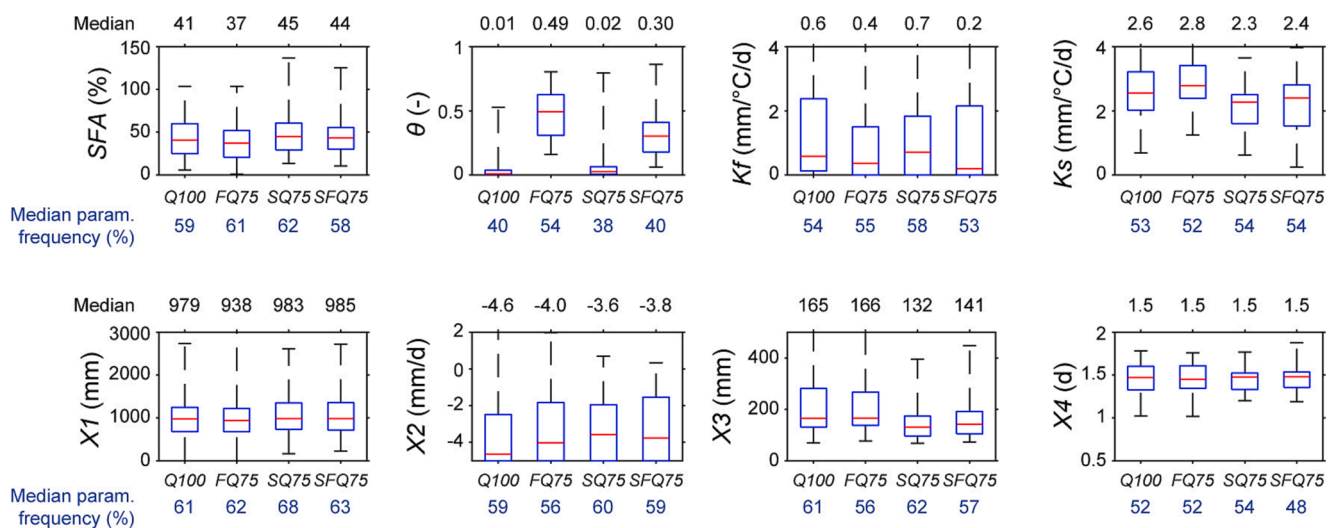 Median 41 37 45 44 0.01 0.49 0.02 0.30 0.6 0.4 0.7 0.2 2.6 2.8 2.3 2.4
SFA (%)
150
100
50
0
θ (-)
1
0.5
0
Kf (mm/°C/d)
4
2
0
Ks (mm/°C/d)
4
2
0
Q100 FQ75 SQ75 SFQ75 Q100 FQ75 SQ75 SFQ75 Q100 FQ75 SQ75 SFQ75 Q100 FQ75 SQ75 SFQ75
Median param.
frequency (%)
59 61 62 58 40 54 38 40 54 55 58 53 53 52 54 54
Median 979 938 983 985 -4.6 -4.0 -3.6 -3.8 165 166 132 141 1.5 1.5 1.5 1.5
X1 (mm)
3000
2000
1000
0
X2 (mm/d)
2
0
-2
-4
X3 (mm)
400
200
0
X4 (d)
2
1.5
1
0.5
Q100 FQ75 SQ75 SFQ75 Q100 FQ75 SQ75 SFQ75 Q100 FQ75 SQ75 SFQ75 Q100 FQ75 SQ75 SFQ75
Median param.
frequency (%)
61 62 68 63 59 56 60 59 61 56 62 57 52 52 54 48